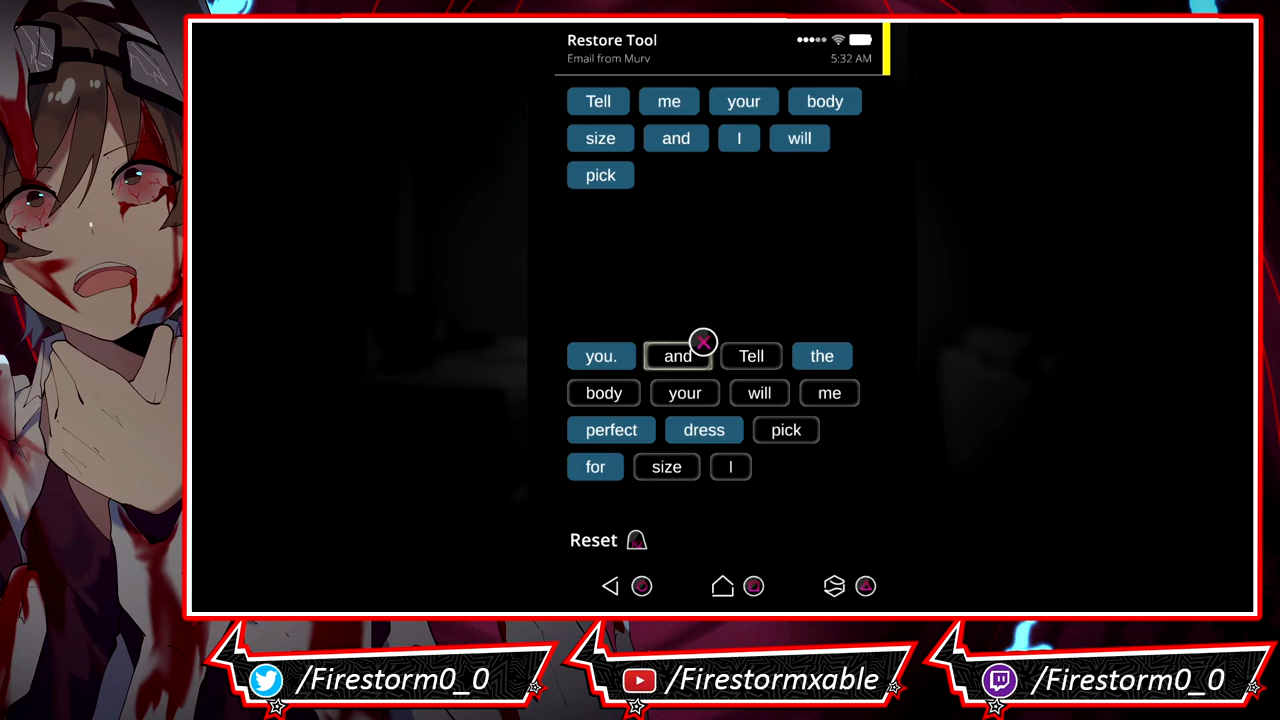 Restore Tool
Email from Murv
5:32 AM
Tell me your body
size and I will
pick
you. and Tell the
body your will me
perfect dress pick
for size I
Reset
/Firestorm0_0 /Firestormxable /Firestorm0_0